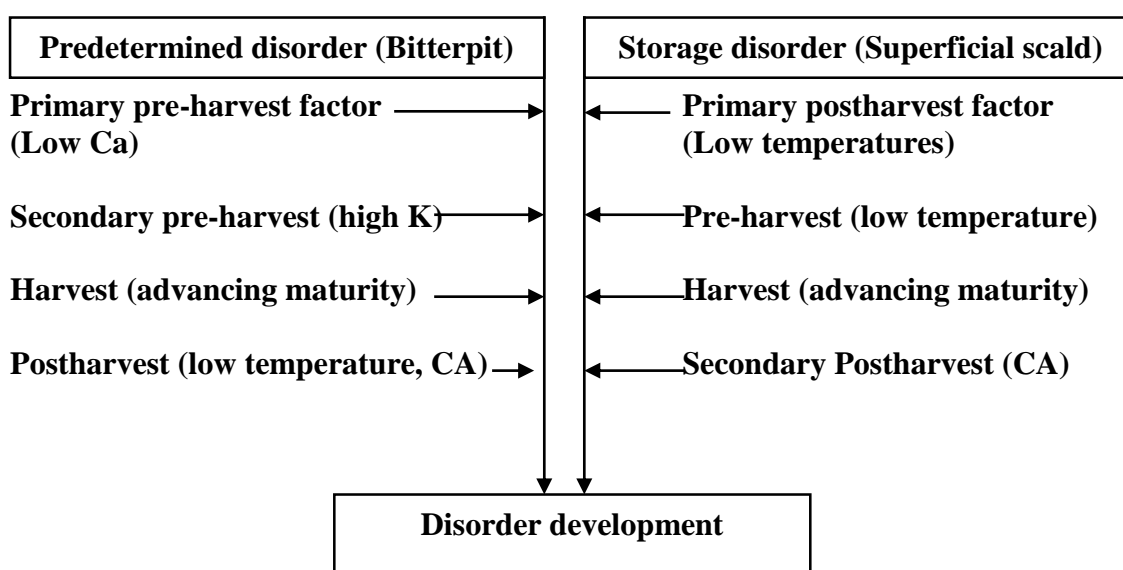 Predetermined disorder (Bitterpit)
Storage disorder (Superficial scald)
Primary pre-harvest factor
(Low Ca)
Primary postharvest factor
(Low temperatures)
Secondary pre-harvest (high K)
Pre-harvest (low temperature)
Harvest (advancing maturity)
Harvest (advancing maturity)
Postharvest (low temperature, CA)
Secondary Postharvest (CA)
Disorder development